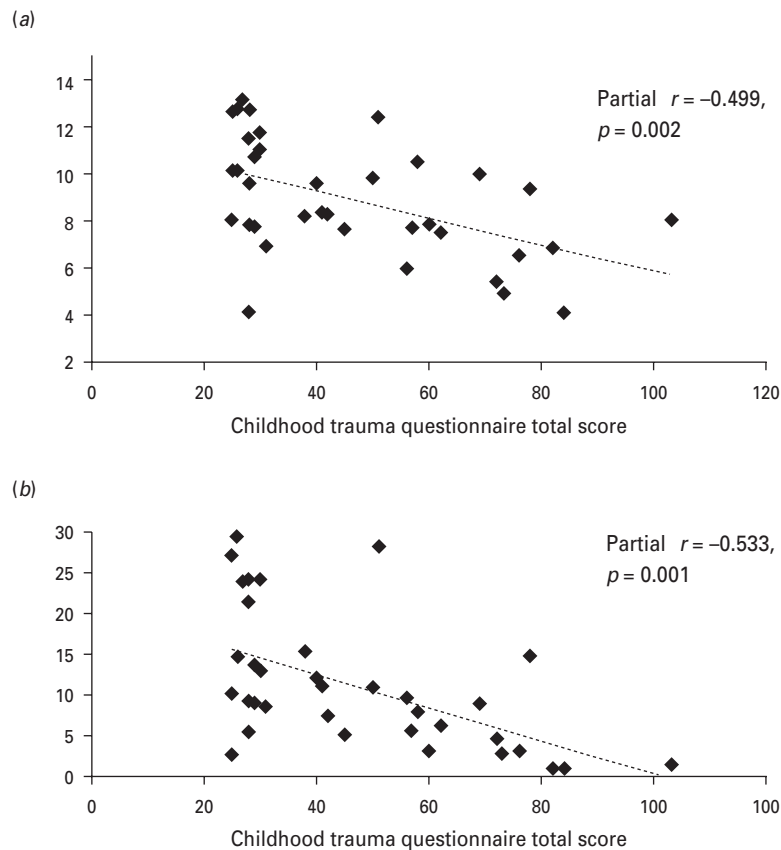 (a)
14
12
10
8
6
4
2
Partial r = –0.499,
p = 0.002
0 20 40 60 80 100 120
Childhood trauma questionnaire total score
(b)
30
25
20
15
10
5
0
Partial r = –0.533,
p = 0.001
0 20 40 60 80 100 100
Childhood trauma questionnaire total score